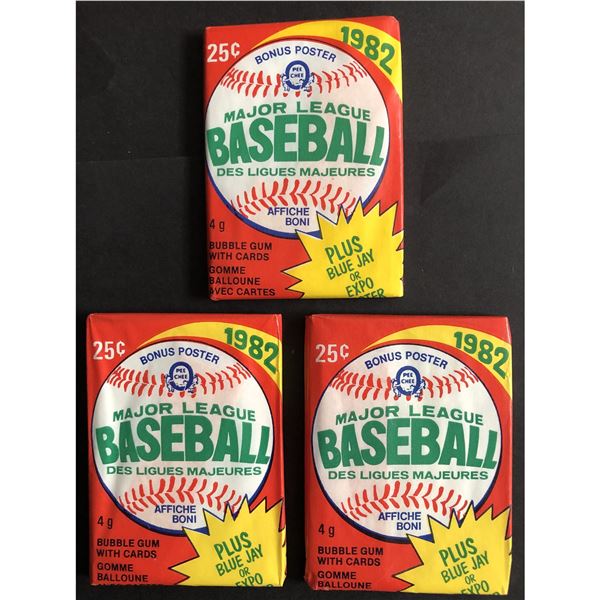 25¢
1982
BONUS POSTER
O PEE CHEE
MAJOR LEAGUE
BASEBALL
DES LIGUES MAJEURES
AFFICHE
BONI
4 g
BUBBLE GUM
WITH CARDS
GOMME
BALLOUNE
AVEC CARTES
PLUS
BLUE JAY
OR
EXPO
25¢
1982
BONUS POSTER
O PEE CHEE
MAJOR LEAGUE
BASEBALL
DES LIGUES MAJEURES
AFFICHE
BONI
4 g
BUBBLE GUM
WITH CARDS
GOMME
BALLOUNE
PLUS
BLUE JAY
OR
EXPO
25¢
1982
BONUS POSTER
O PEE CHEE
MAJOR LEAGUE
BASEBALL
DES LIGUES MAJEURES
AFFICHE
BONI
4 g
BUBBLE GUM
WITH CARDS
GOMME
BALLOUNE
PLUS
BLUE JAY
OR
EXPO